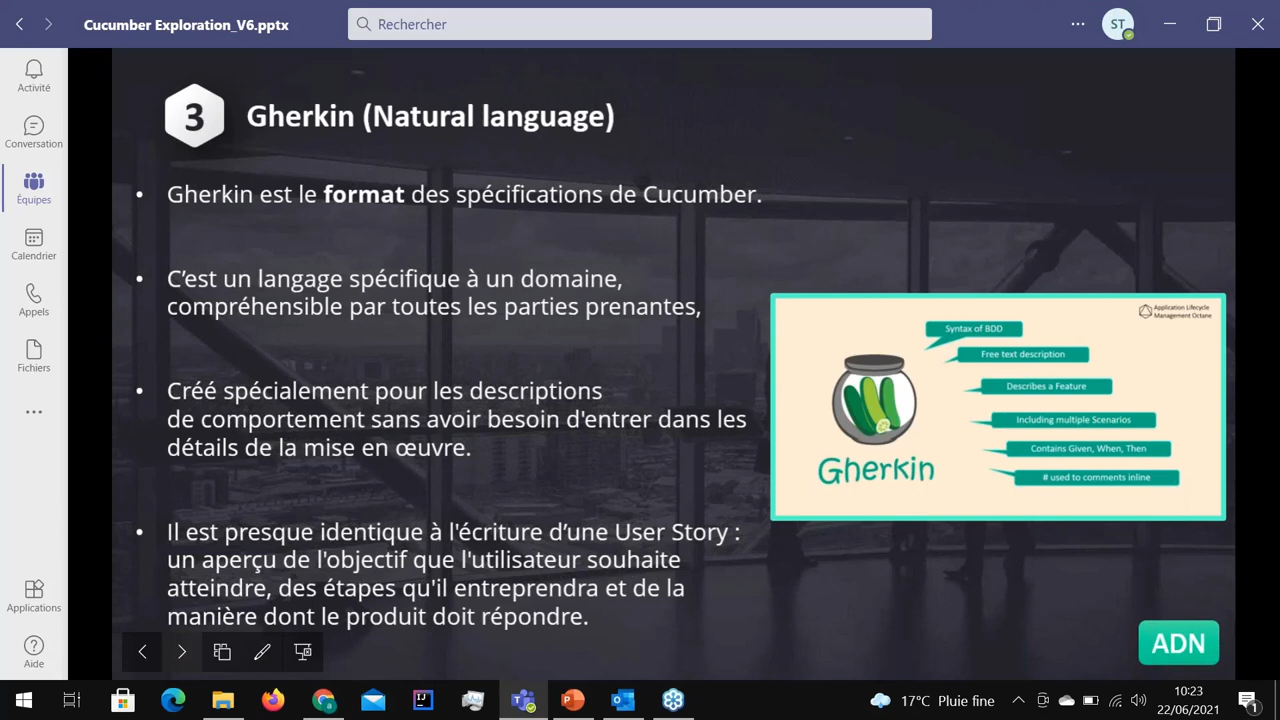 Cucumber Exploration_V6.pptx
Rechercher
ST
Activité
Conversation
Équipes
Calendrier
Appels
Fichiers
Applications
Aide
3
Gherkin (Natural language)
• Gherkin est le format des spécifications de Cucumber.
• C’est un langage spécifique à un domaine,
compréhensible par toutes les parties prenantes,
• Créé spécialement pour les descriptions
de comportement sans avoir besoin d'entrer dans les
détails de la mise en œuvre.
• Il est presque identique à l'écriture d’une User Story :
un aperçu de l'objectif que l'utilisateur souhaite
atteindre, des étapes qu'il entreprendra et de la
manière dont le produit doit répondre.
Application Lifecycle
Management Octane
Syntax of BDD
Free text description
Describes a Feature
Including multiple Scenarios
Contains Given, When, Then
# used to comments inline
Gherkin
ADN
17°C Pluie fine
10:23
22/06/2021
1